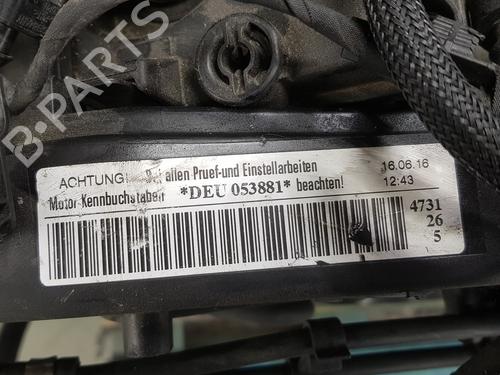 B-PARTS
ACHTUNG! allen Pruef-und Einstellarbeiten 16.06.16
Motor-Kennbuchstaben *DEU 053881* beachten! 12:43
4731
26
5